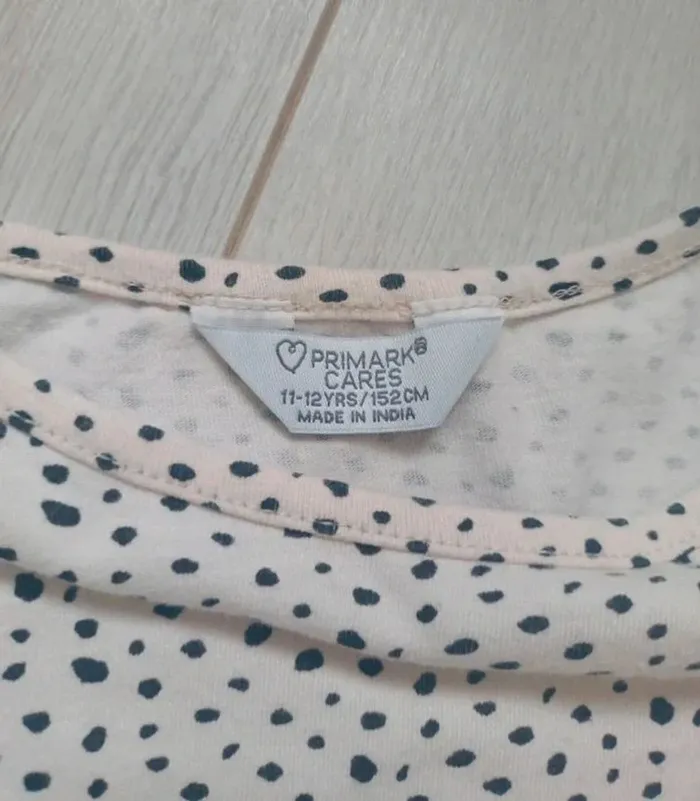 PRIMARK®
CARES
11-12YRS/152CM
MADE IN INDIA